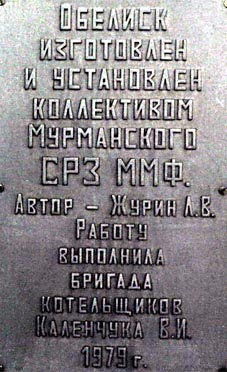 Обелиск
изготовлен
и установлен
коллективом
Мурманского
СРЗ ММФ.
Автор – Журин Л.В.
Работу
выполнила
бригада
котельщиков
Каленчука В.И.
1979 г.